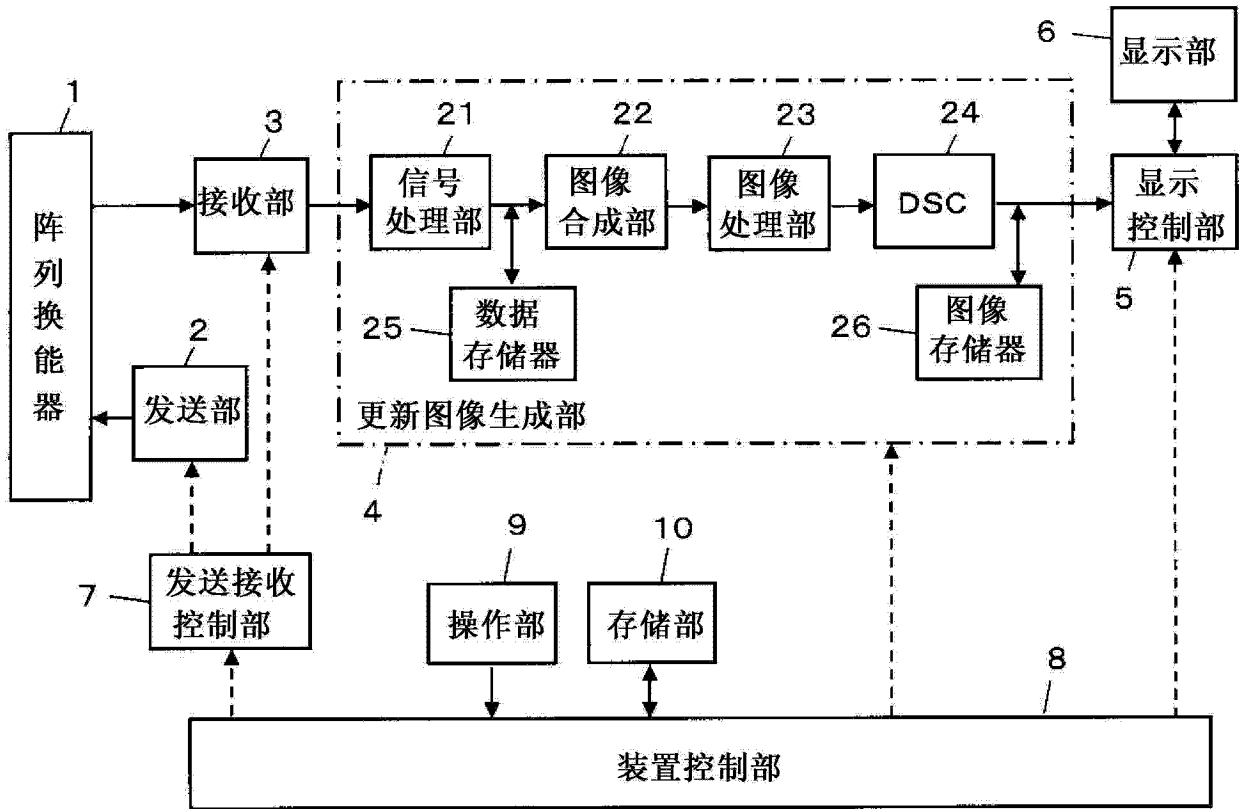 6
显示部
1
阵列换能器
3
接收部
21
信号
处理部
22
图像
合成部
23
图像
处理部
24
DSC
显示
控制部
5
2
发送部
25
数据
存储器
26
图像
存储器
更新图像生成部
4
7
发送接收
控制部
9
操作部
10
存储部
8
装置控制部